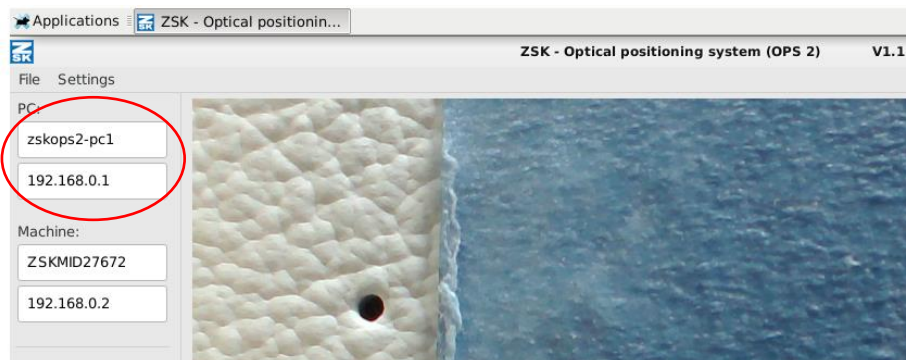 Applications
ZSK - Optical positionin...
ZSK
ZSK - Optical positioning system (OPS 2) V1.1
File Settings
PC:
zskops2-pc1
192.168.0.1
Machine:
ZSKMID27672
192.168.0.2